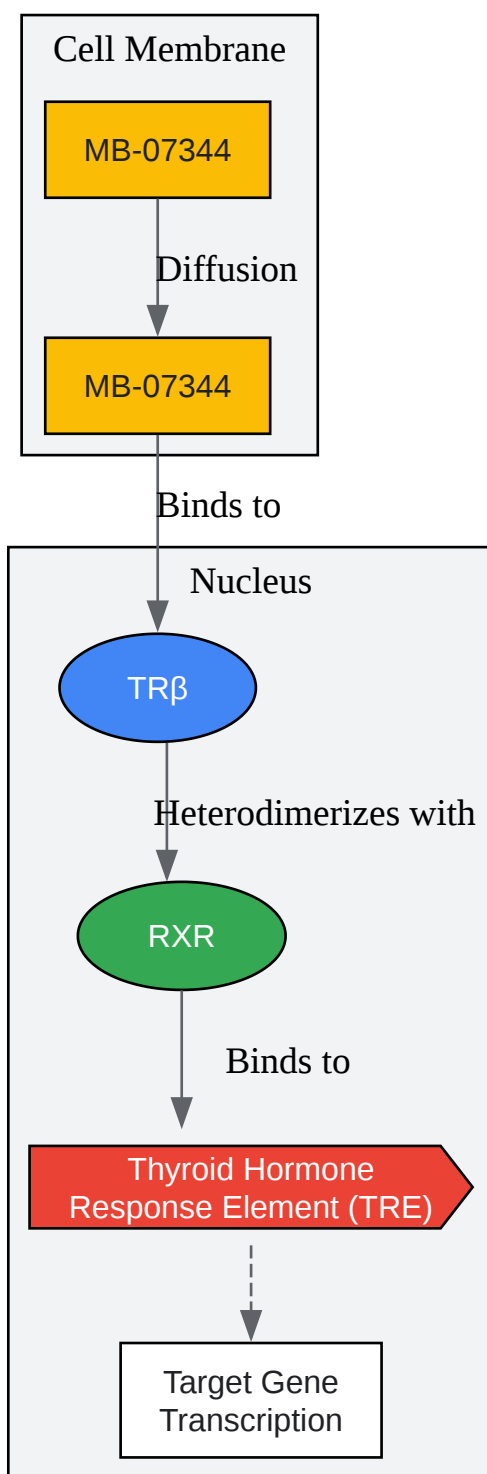 Cell Membrane
MB-07344
Diffusion
MB-07344
Binds to
Nucleus
TRβ
Heterodimerizes with
RXR
Binds to
Thyroid Hormone
Response Element (TRE)
Target Gene
Transcription